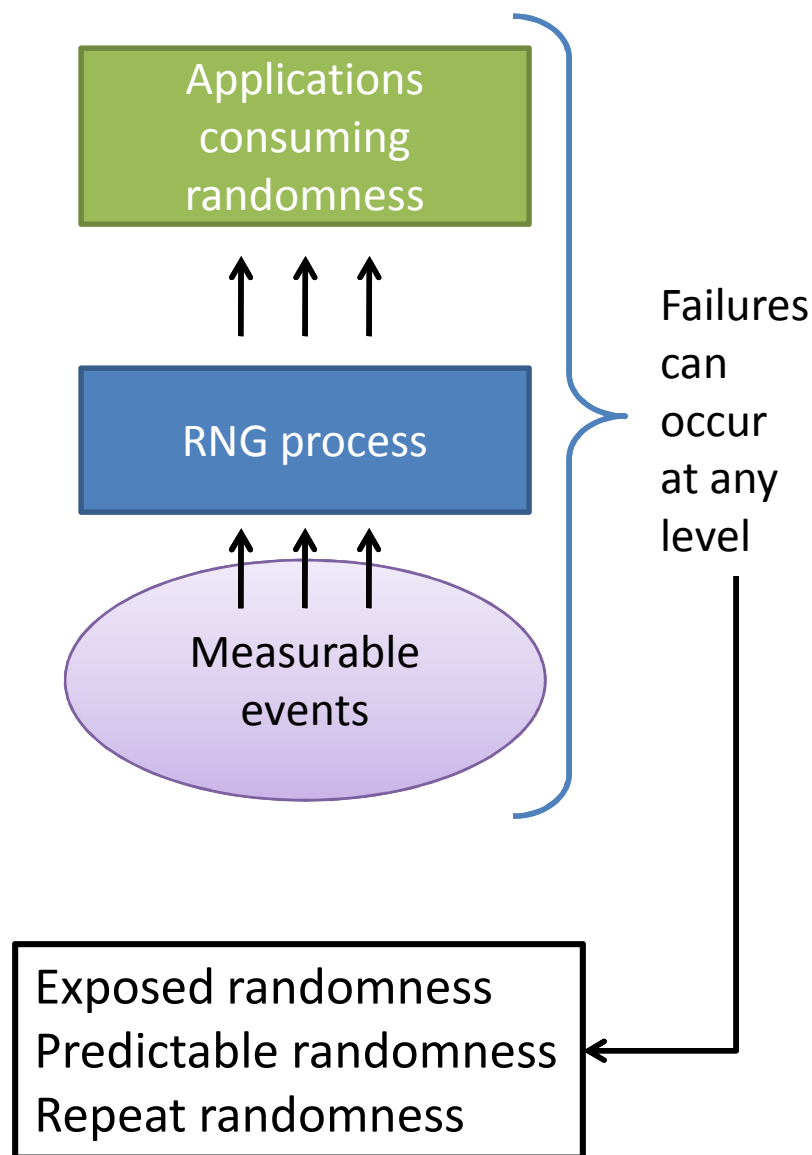 Applications
consuming
randomness
RNG process
Measurable
events
Failures
can
occur
at any
level
Exposed randomness
Predictable randomness
Repeat randomness